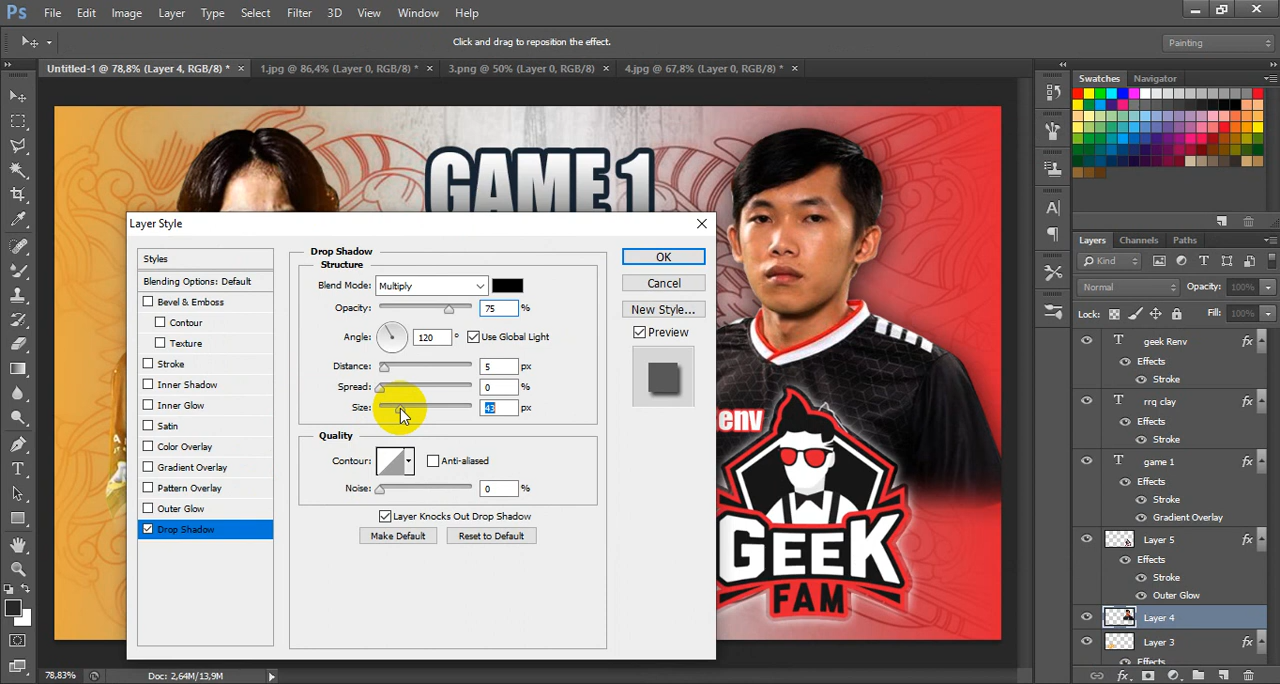 Ps File Edit Image Layer Type Select Filter 3D View Window Help
Click and drag to reposition the effect.
Painting
Untitled-1 @ 78,8% (Layer 4, RGB/8) * ×
1.jpg @ 86,4% (Layer 0, RGB/8) * ×
3.png @ 50% (Layer 0, RGB/8) ×
4.jpg @ 67,8% (Layer 0, RGB/8) * ×
GAME 1
Layer Style
Styles
Blending Options: Default
Bevel & Emboss
Contour
Texture
Stroke
Inner Shadow
Inner Glow
Satin
Color Overlay
Gradient Overlay
Pattern Overlay
Outer Glow
Drop Shadow
Drop Shadow
Structure
Blend Mode: Multiply
Opacity: 75 %
Angle: 120 ° Use Global Light
Distance: 5 px
Spread: 0 %
Size: 43 px
Quality
Contour: Anti-aliased
Noise: 0 %
Layer Knocks Out Drop Shadow
Make Default Reset to Default
OK
Cancel
New Style...
Preview
env
GEEK
FAM
Swatches Navigator
Layers Channels Paths
Kind
Normal Opacity: 100%
Lock: Fill: 100%
T geek Renv fx
Effects
Stroke
T rrq clay fx
Effects
Stroke
T game 1 fx
Effects
Stroke
Gradient Overlay
Layer 5 fx
Effects
Stroke
Outer Glow
Layer 4
Layer 3 fx
Effects
78,83% Doc: 2,64M/13,9M